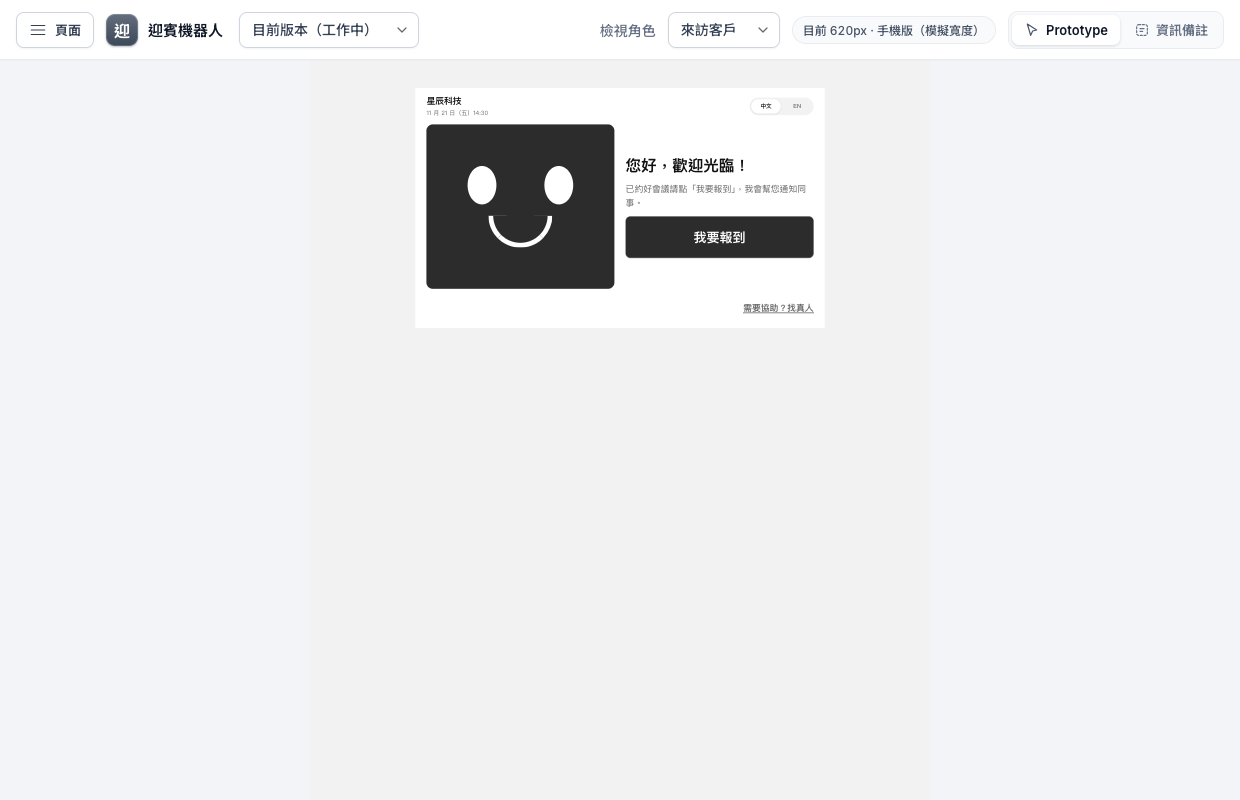 頁面
迎
迎賓機器人
目前版本（工作中）
檢視角色
來訪客戶
目前 620px · 手機版（模擬寬度）
Prototype
資訊備註
星辰科技
11 月 21 日（五）14:30
中文
EN
您好，歡迎光臨！
已約好會議請點「我要報到」，我會幫您通知同
事。
我要報到
需要協助？找真人